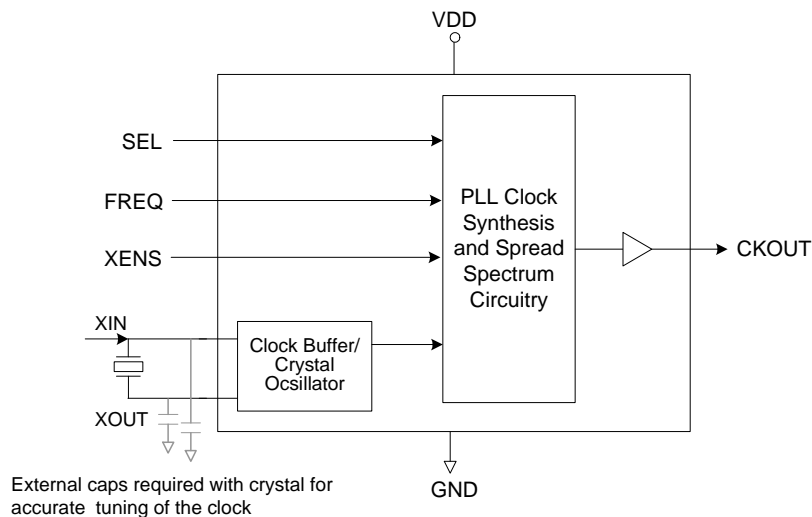 VDD
SEL
FREQ
XENS
PLL Clock
Synthesis
and Spread
Spectrum
Circuitry
CKOUT
XIN
Clock Buffer/
Crystal
Ocsillator
XOUT
GND
External caps required with crystal for
accurate tuning of the clock